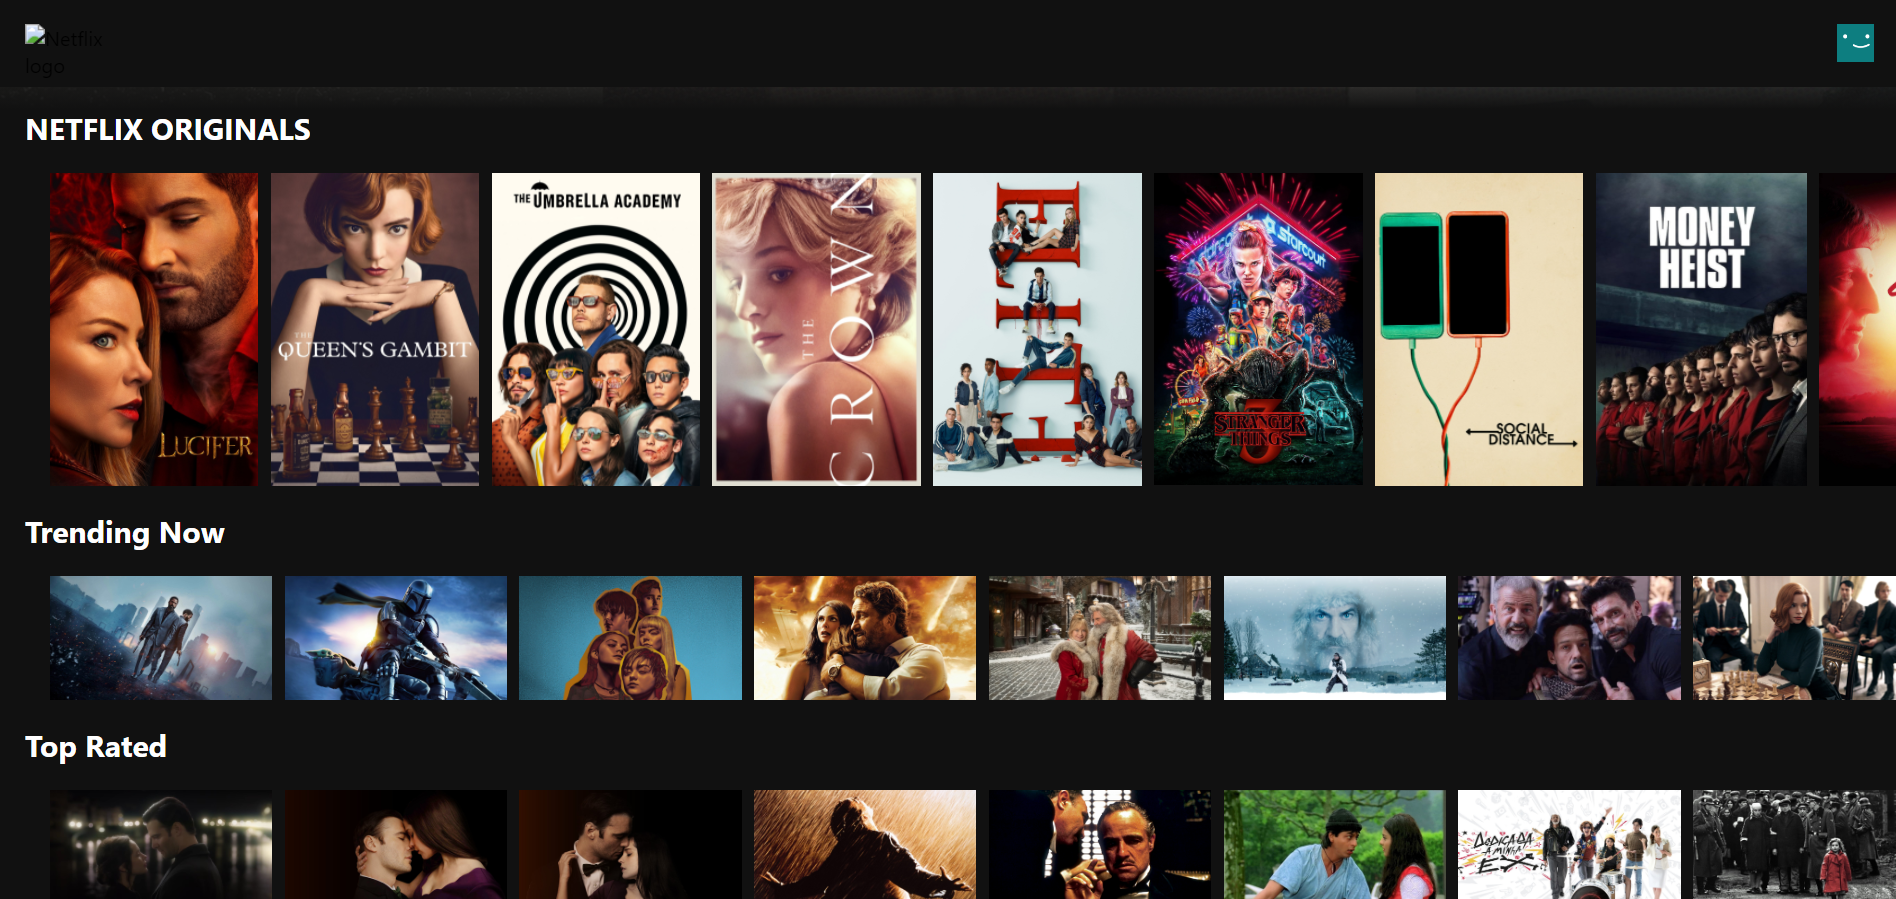 Netflix
logo
NETFLIX ORIGINALS
LUCIFER
THE
QUEEN'S GAMBIT
THE UMBRELLA ACADEMY
THE
CROWN
ELITE
starcourt
STRANGER
3
THINGS
SOCIAL
DISTANCE
MONEY
HEIST
Trending Now
Top Rated
DEDICADA
A MINHA
EX